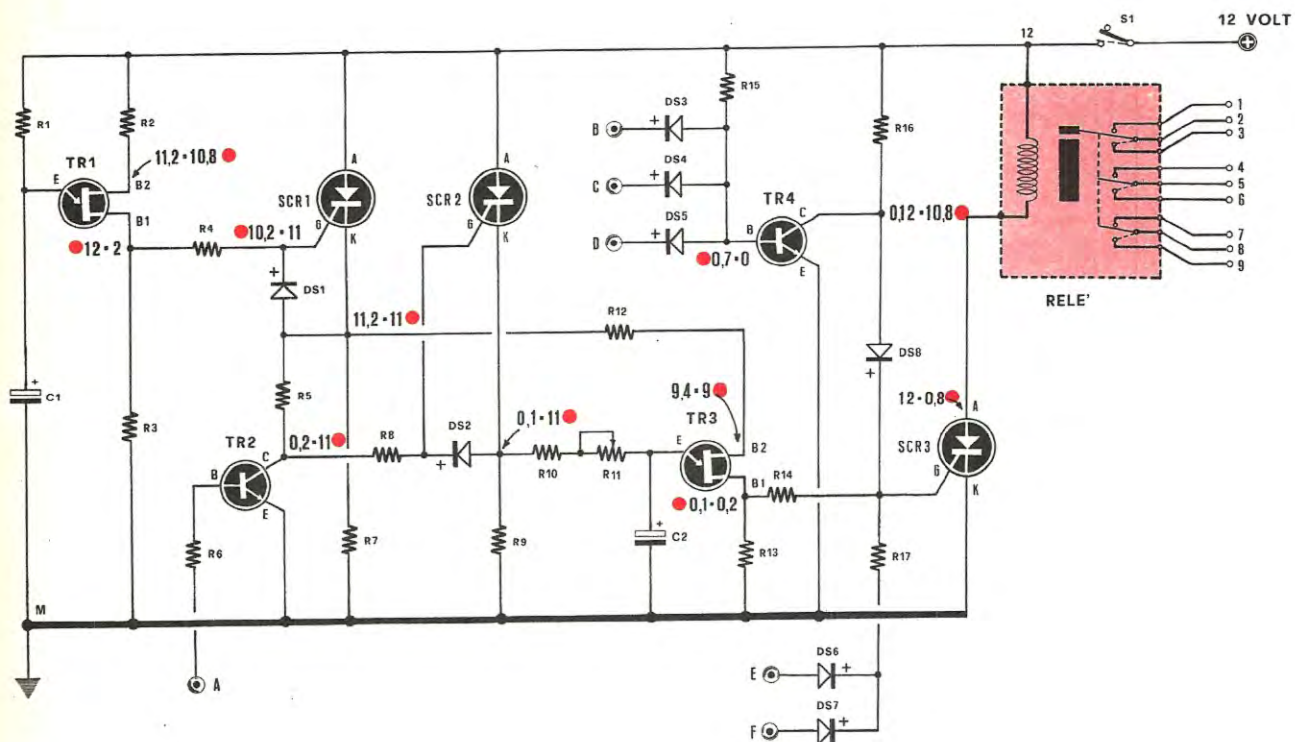 S1
12 VOLT
12
R1
R2
TR1
E
B2
B1
11,2 - 10,8
12 - 2
R4
10,2 - 11
SCR1
A
G
K
SCR2
A
G
K
DS1
R15
B
DS3
+
C
DS4
+
D
DS5
+
TR4
B
C
E
0,7 - 0
R16
0,12 - 10,8
1
2
3
4
5
6
7
8
9
RELE'
11,2 - 11
R12
DS8
+
C1
+
R3
R5
TR2
B
C
E
0,2 - 11
R8
DS2
+
0,1 - 11
R10
R11
9,4 - 9
TR3
E
B2
B1
0,1 - 0,2
R14
12 - 0,8
A
SCR3
G
K
R6
R7
R9
C2
+
R13
R17
M
A
E
DS6
+
F
DS7
+